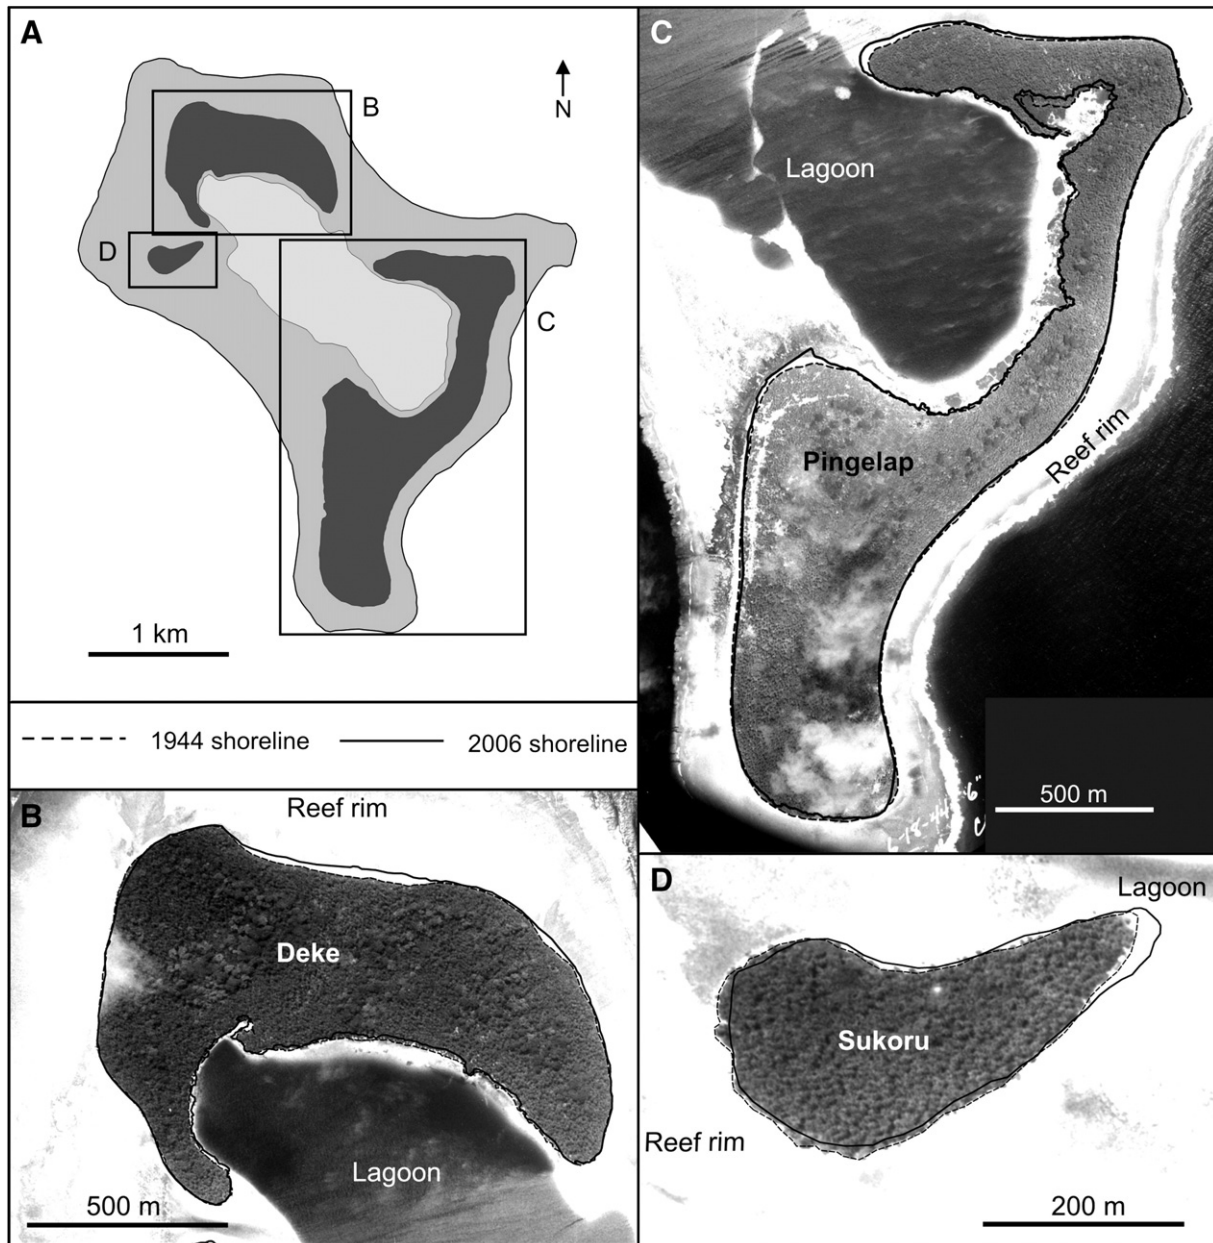 A
N
B
D
C
1 km
1944 shoreline
2006 shoreline
B
Reef rim
Deke
Lagoon
500 m
C
Lagoon
Pingelap
Reef rim
500 m
D
Lagoon
Sukoru
Reef rim
200 m